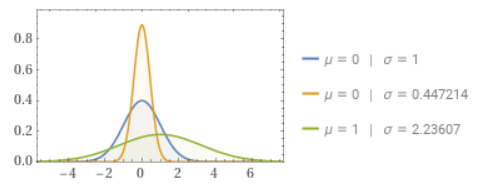 0.8
0.6
0.4
0.2
0.0
−4 −2 0 2 4 6
μ = 0 | σ = 1
μ = 0 | σ = 0.447214
μ = 1 | σ = 2.23607